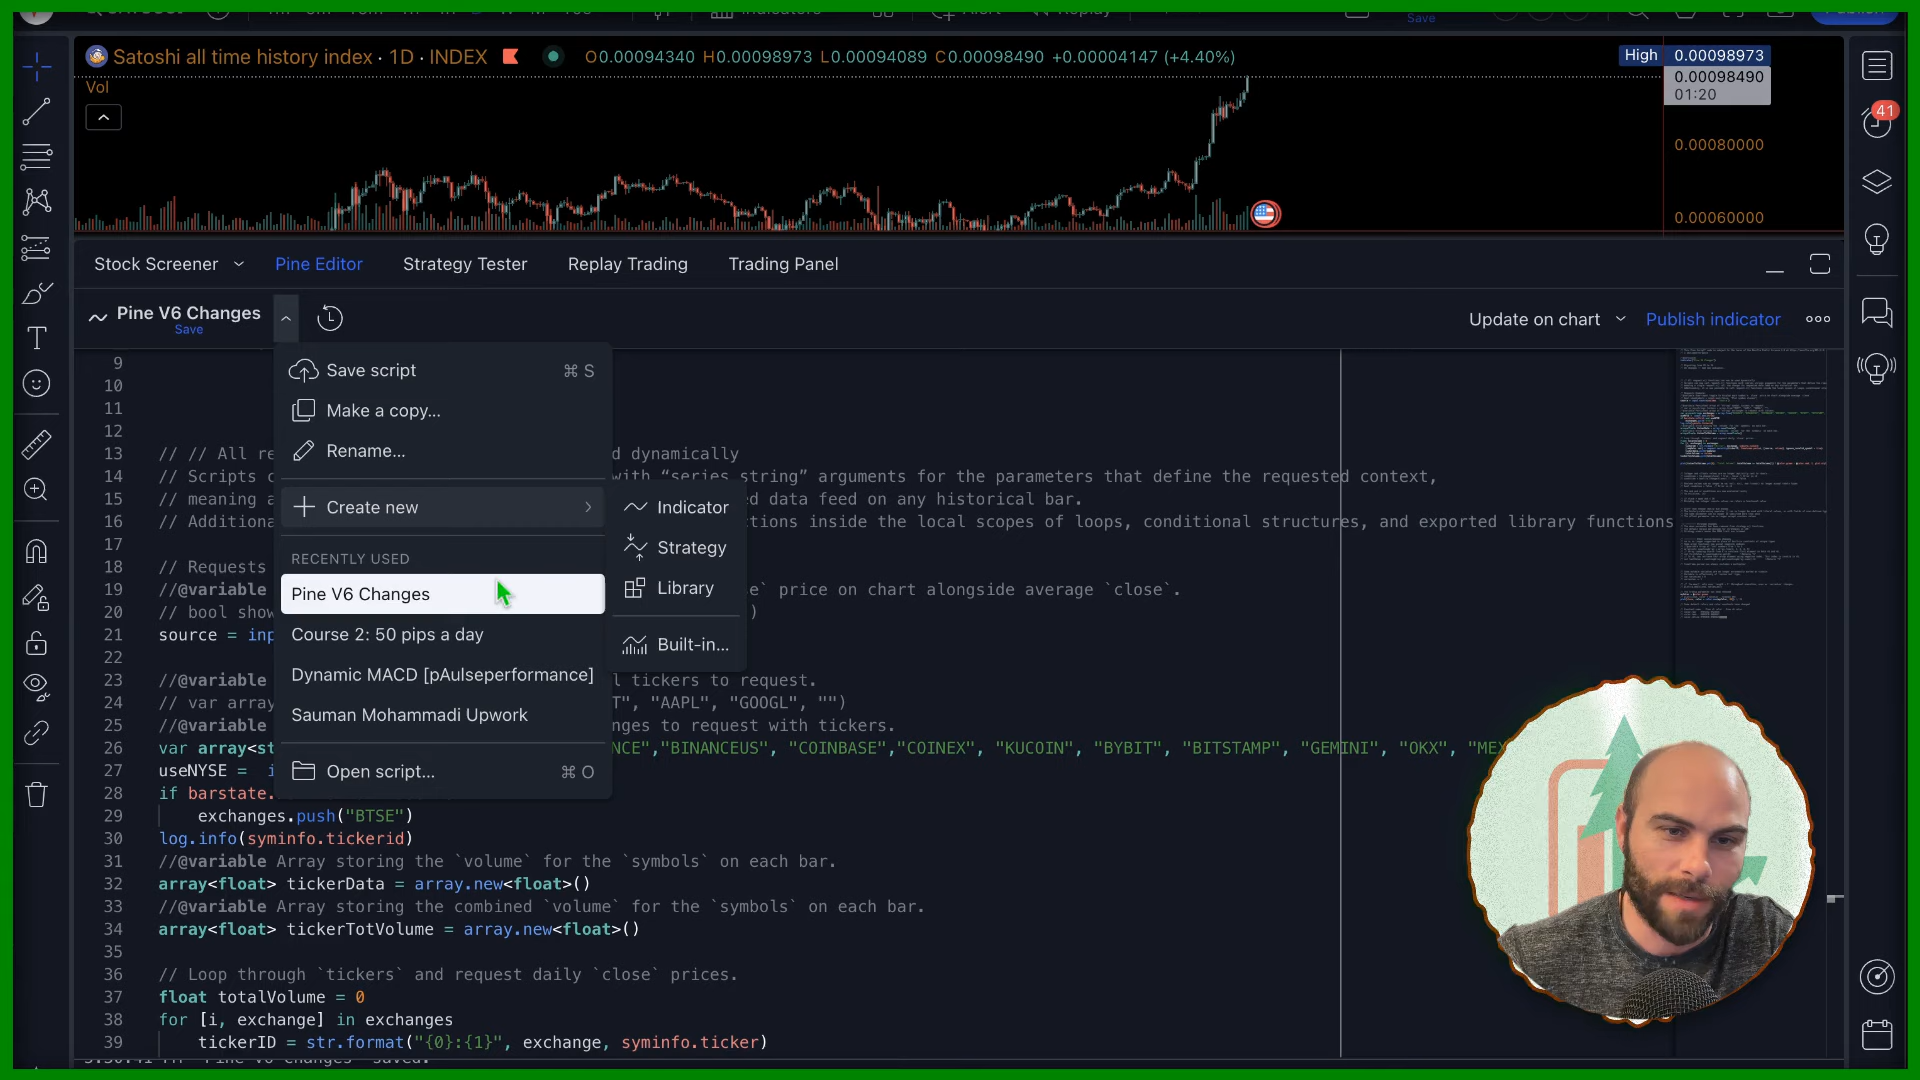 Save
Satoshi all time history index · 1D · INDEX
O0.00094340 H0.00098973 L0.00094089 C0.00098490 +0.00004147 (+4.40%)
High 0.00098973
0.00098490
01:20
Vol
41
0.00080000
0.00060000
Stock Screener
Pine Editor
Strategy Tester
Replay Trading
Trading Panel
Pine V6 Changes
Save
Update on chart
Publish indicator
Save script ⌘ S
Make a copy...
Rename...
Create new
RECENTLY USED
Pine V6 Changes
Course 2: 50 pips a day
Dynamic MACD [pAulseperformance]
Sauman Mohammadi Upwork
Open script... ⌘ O
Indicator
Strategy
Library
Built-in...
9
10
11
12
13 // // All re d dynamically
14 // Scripts c with “series string” arguments for the parameters that define the requested context,
15 // meaning a ed data feed on any historical bar.
16 // Additiona ctions inside the local scopes of loops, conditional structures, and exported library functions
17
18 // Requests
19 //@variable e` price on chart alongside average `close`.
20 // bool show )
21 source = inp
22
23 //@variable l tickers to request.
24 // var array T", "AAPL", "GOOGL", "")
25 //@variable nges to request with tickers.
26 var array<st NCE","BINANCEUS", "COINBASE","COINEX", "KUCOIN", "BYBIT", "BITSTAMP", "GEMINI", "OKX", "MEX
27 useNYSE = i
28 if barstate.
29 exchanges.push("BTSE")
30 log.info(syminfo.tickerid)
31 //@variable Array storing the `volume` for the `symbols` on each bar.
32 array<float> tickerData = array.new<float>()
33 //@variable Array storing the combined `volume` for the `symbols` on each bar.
34 array<float> tickerTotVolume = array.new<float>()
35
36 // Loop through `tickers` and request daily `close` prices.
37 float totalVolume = 0
38 for [i, exchange] in exchanges
39 tickerID = str.format("{0}:{1}", exchange, syminfo.ticker)